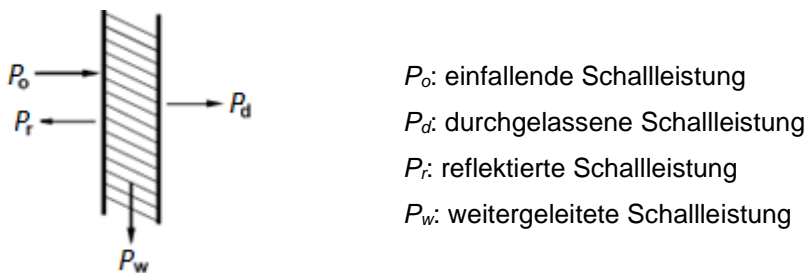 Po
Pr
Pd
Pw
Po: einfallende Schallleistung
Pd: durchgelassene Schallleistung
Pr: reflektierte Schallleistung
Pw: weitergeleitete Schallleistung